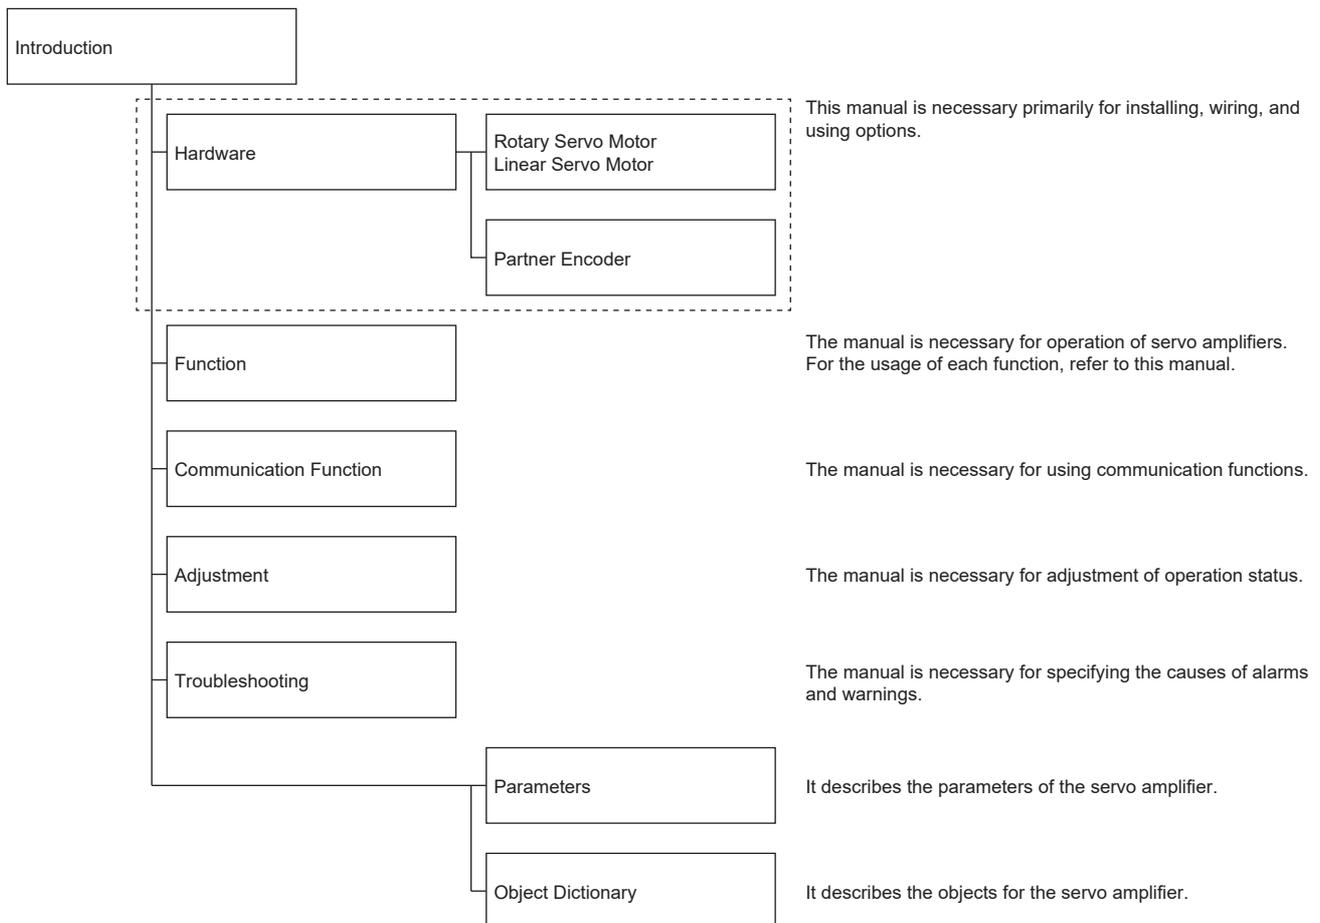 Introduction
This manual is necessary primarily for installing, wiring, and
using options.
Hardware
Rotary Servo Motor
Linear Servo Motor
Partner Encoder
Function
The manual is necessary for operation of servo amplifiers.
For the usage of each function, refer to this manual.
Communication Function
The manual is necessary for using communication functions.
Adjustment
The manual is necessary for adjustment of operation status.
Troubleshooting
The manual is necessary for specifying the causes of alarms
and warnings.
Parameters
It describes the parameters of the servo amplifier.
Object Dictionary
It describes the objects for the servo amplifier.